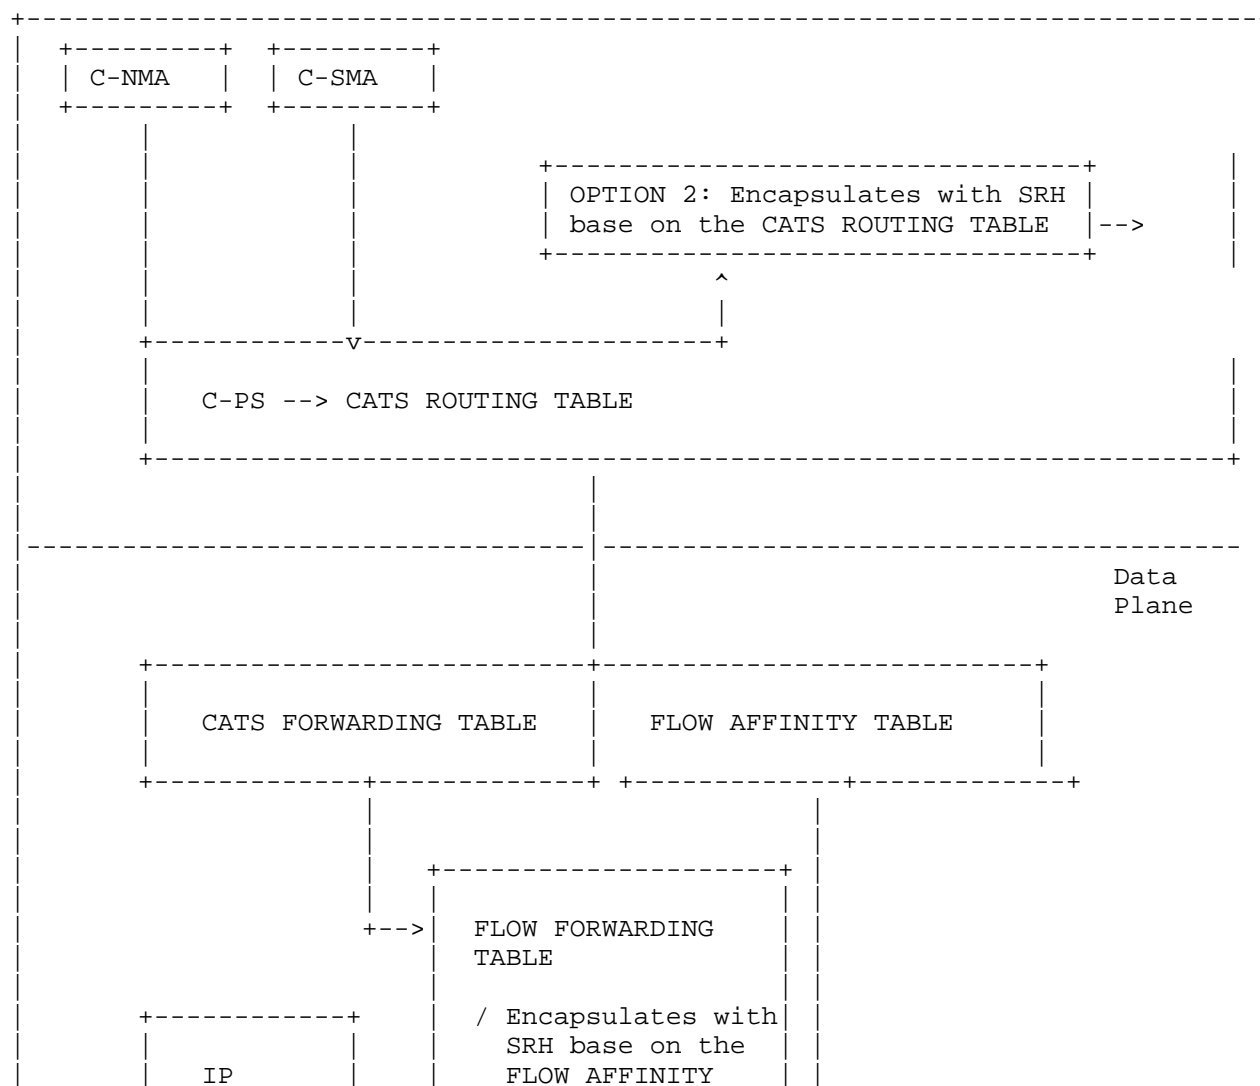 C-NMA C-SMA
OPTION 2: Encapsulates with SRH
base on the CATS ROUTING TABLE -->
C-PS --> CATS ROUTING TABLE
Data
Plane
CATS FORWARDING TABLE FLOW AFFINITY TABLE
FLOW FORWARDING
TABLE
/ Encapsulates with
SRH base on the
IP FLOW AFFINITY